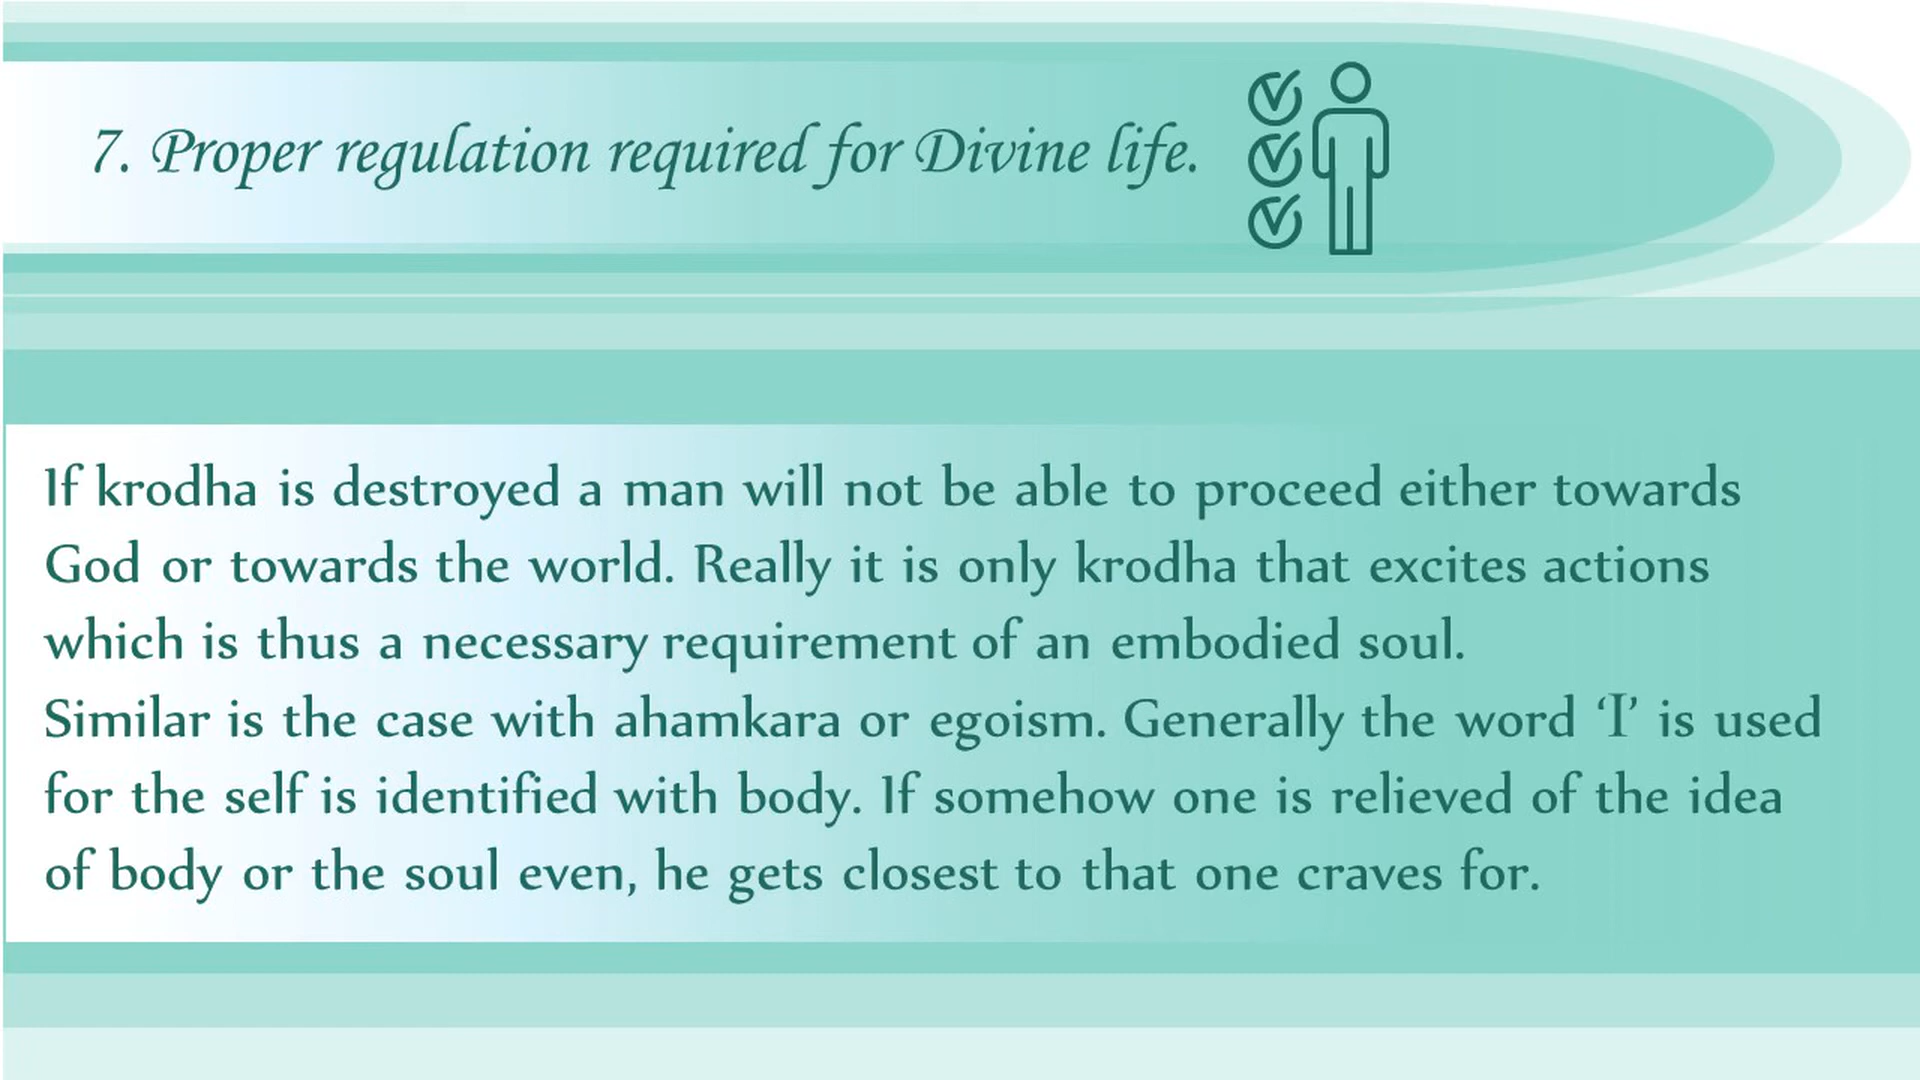 7. Proper regulation required for Divine life.
If krodha is destroyed a man will not be able to proceed either towards
God or towards the world. Really it is only krodha that excites actions
which is thus a necessary requirement of an embodied soul.
Similar is the case with ahamkara or egoism. Generally the word ‘I’ is used
for the self is identified with body. If somehow one is relieved of the idea
of body or the soul even, he gets closest to that one craves for.